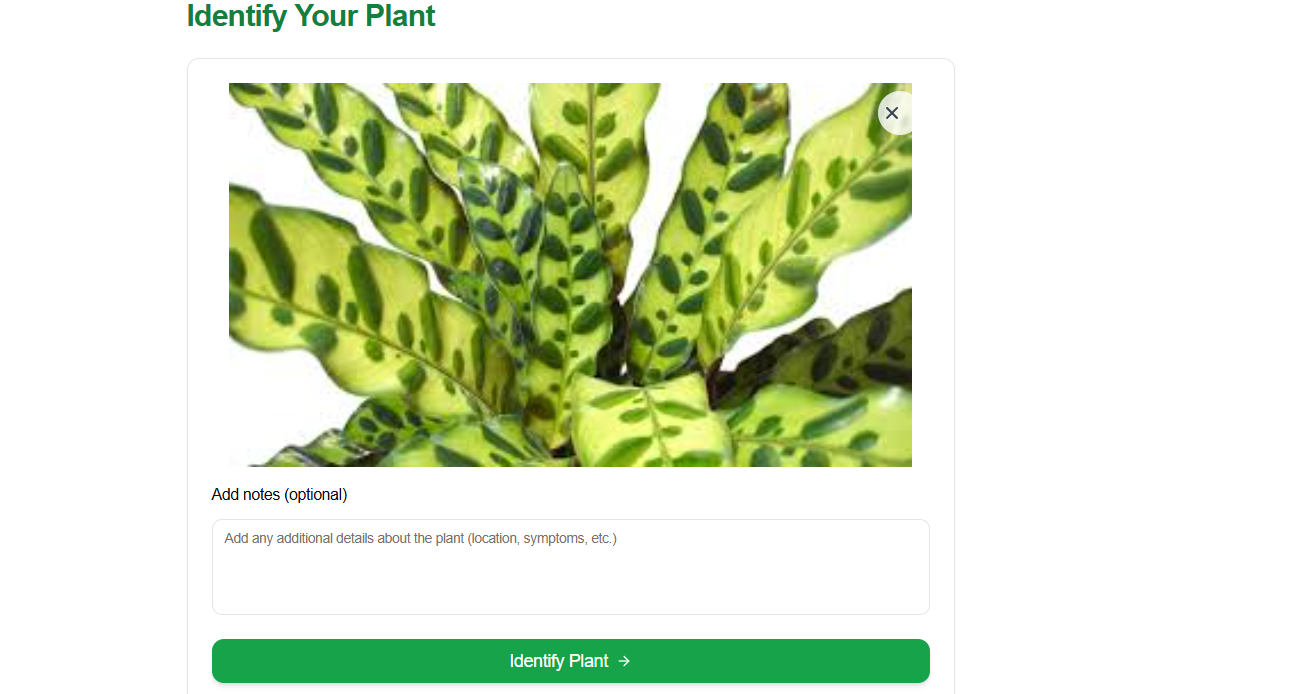 Identify Your Plant
Add notes (optional)
Add any additional details about the plant (location, symptoms, etc.)
Identify Plant →